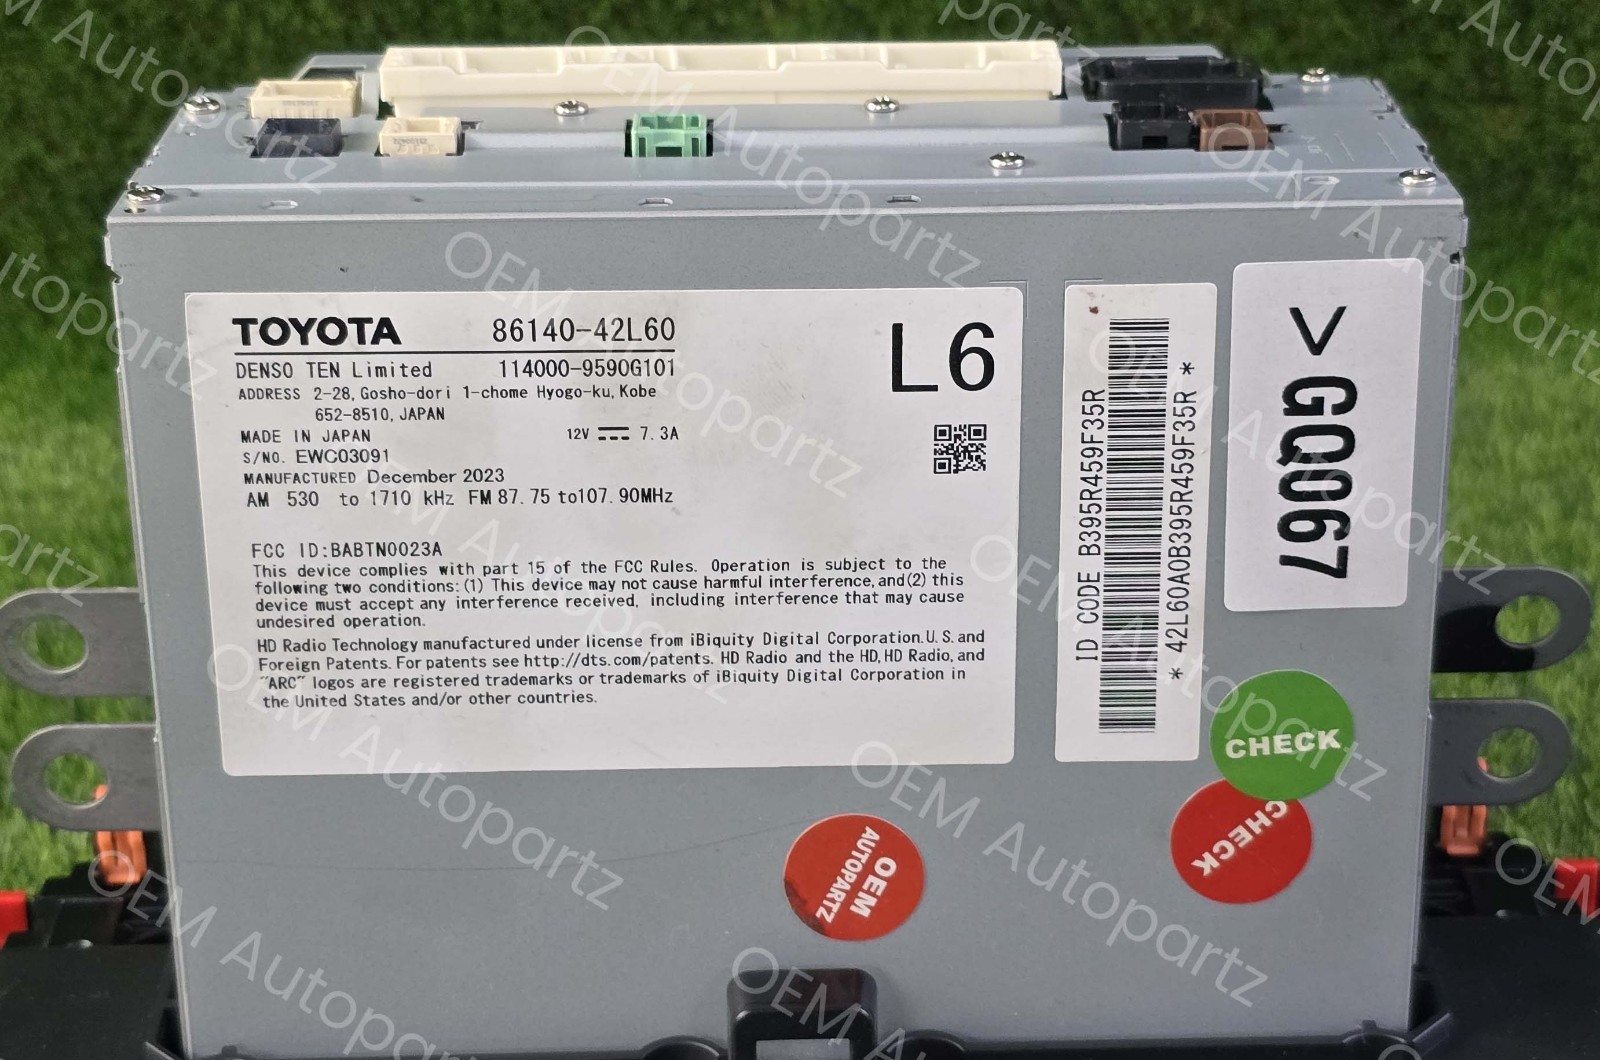 TOYOTA 86140-42L60
DENSO TEN Limited 114000-9590G101
ADDRESS 2-28, Gosho-dori 1-chome Hyogo-ku, Kobe
652-8510, JAPAN
MADE IN JAPAN 12V 7.3A
S/NO. EWC03091
MANUFACTURED December 2023
AM 530 to 1710 kHz FM 87.75 to107.90MHz
L6
FCC ID:BABTN0023A
This device complies with part 15 of the FCC Rules. Operation is subject to the
following two conditions:(1) This device may not cause harmful interference, and(2) this
device must accept any interference received, including interference that may cause
undesired operation.
HD Radio Technology manufactured under license from iBiquity Digital Corporation. U.S. and
Foreign Patents. For patents see http://dts.com/patents. HD Radio and the HD, HD Radio, and
"ARC" logos are registered trademarks or trademarks of iBiquity Digital Corporation in
the United States and/or other countries.
ID CODE B395R459F35R
* 42L60A0B395R459F35R *
>GQ067
CHECK
CHECK
OEM
AUTOPARTZ
OEM Autopartz